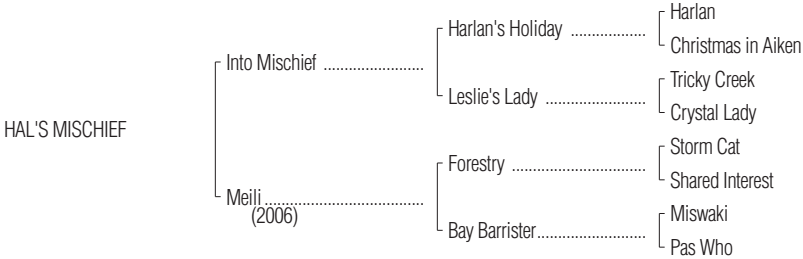 Harlan
Harlan's Holiday ....................
Christmas in Aiken
Into Mischief ..........................
Tricky Creek
Leslie's Lady ..........................
Crystal Lady
HAL'S MISCHIEF
Storm Cat
Forestry ...................................
Shared Interest
Meili .........................................
(2006)
Miswaki
Bay Barrister............................
Pas Who